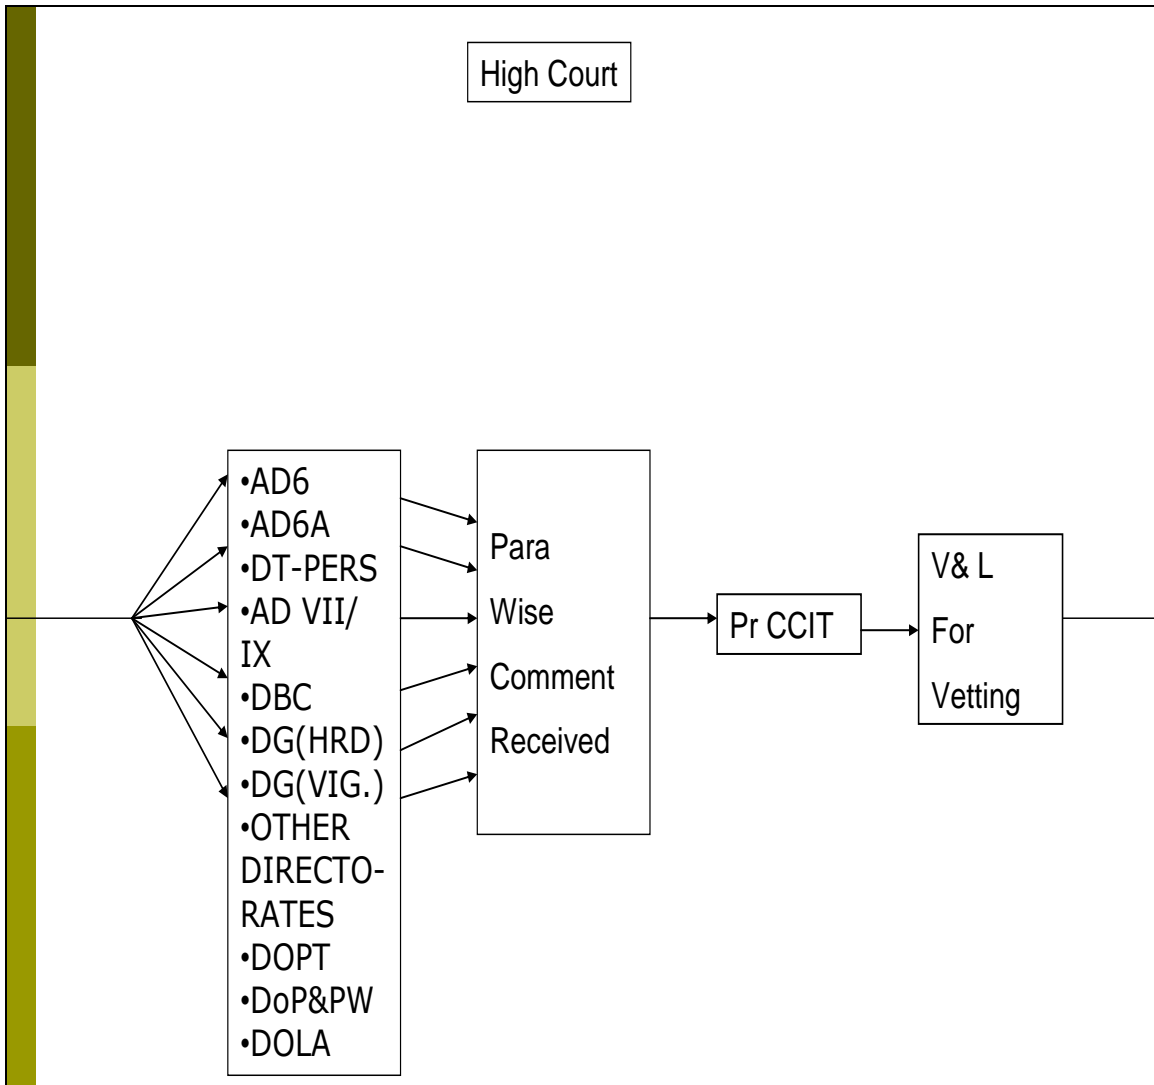 High Court
•AD6
•AD6A
•DT-PERS
•AD VII/
IX
•DBC
•DG(HRD)
•DG(VIG.)
•OTHER
DIRECTO-
RATES
•DOPT
•DoP&PW
•DOLA
Para
Wise
Comment
Received
Pr CCIT
V& L
For
Vetting